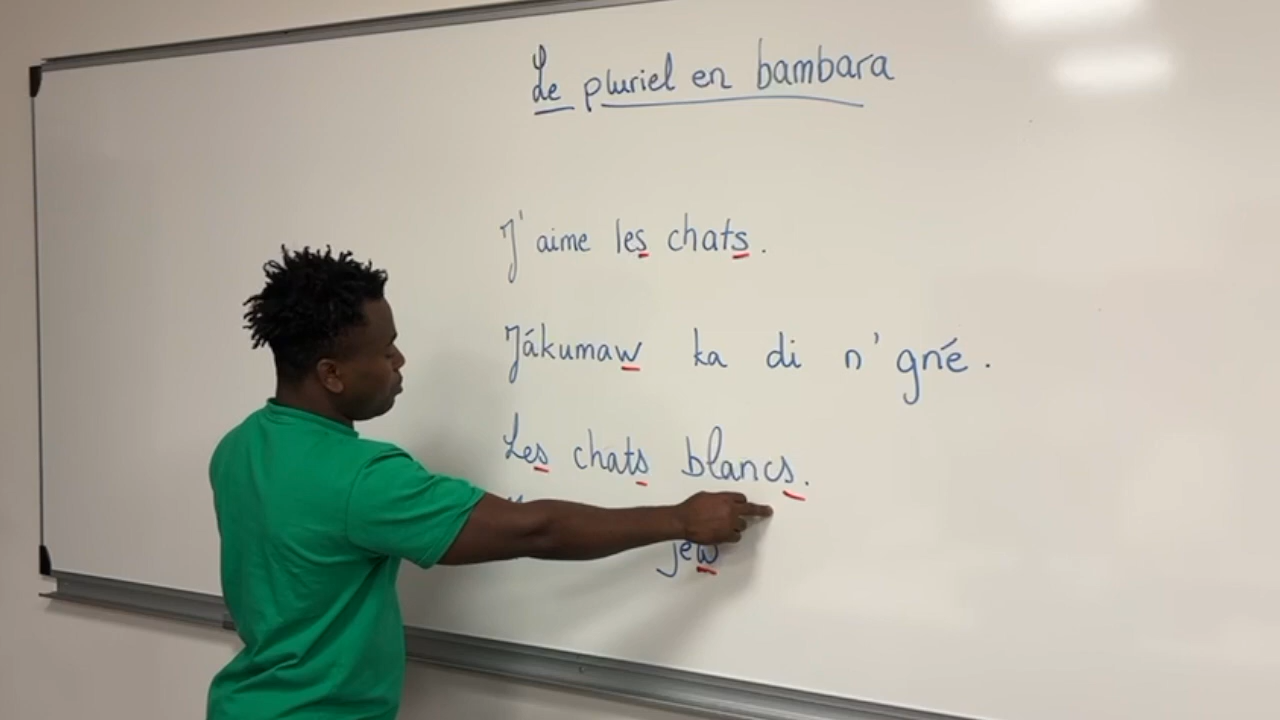 Le pluriel en bambara
J'aime les chats.
Jákumaw ka di n'gné.
Les chats blancs.
jew